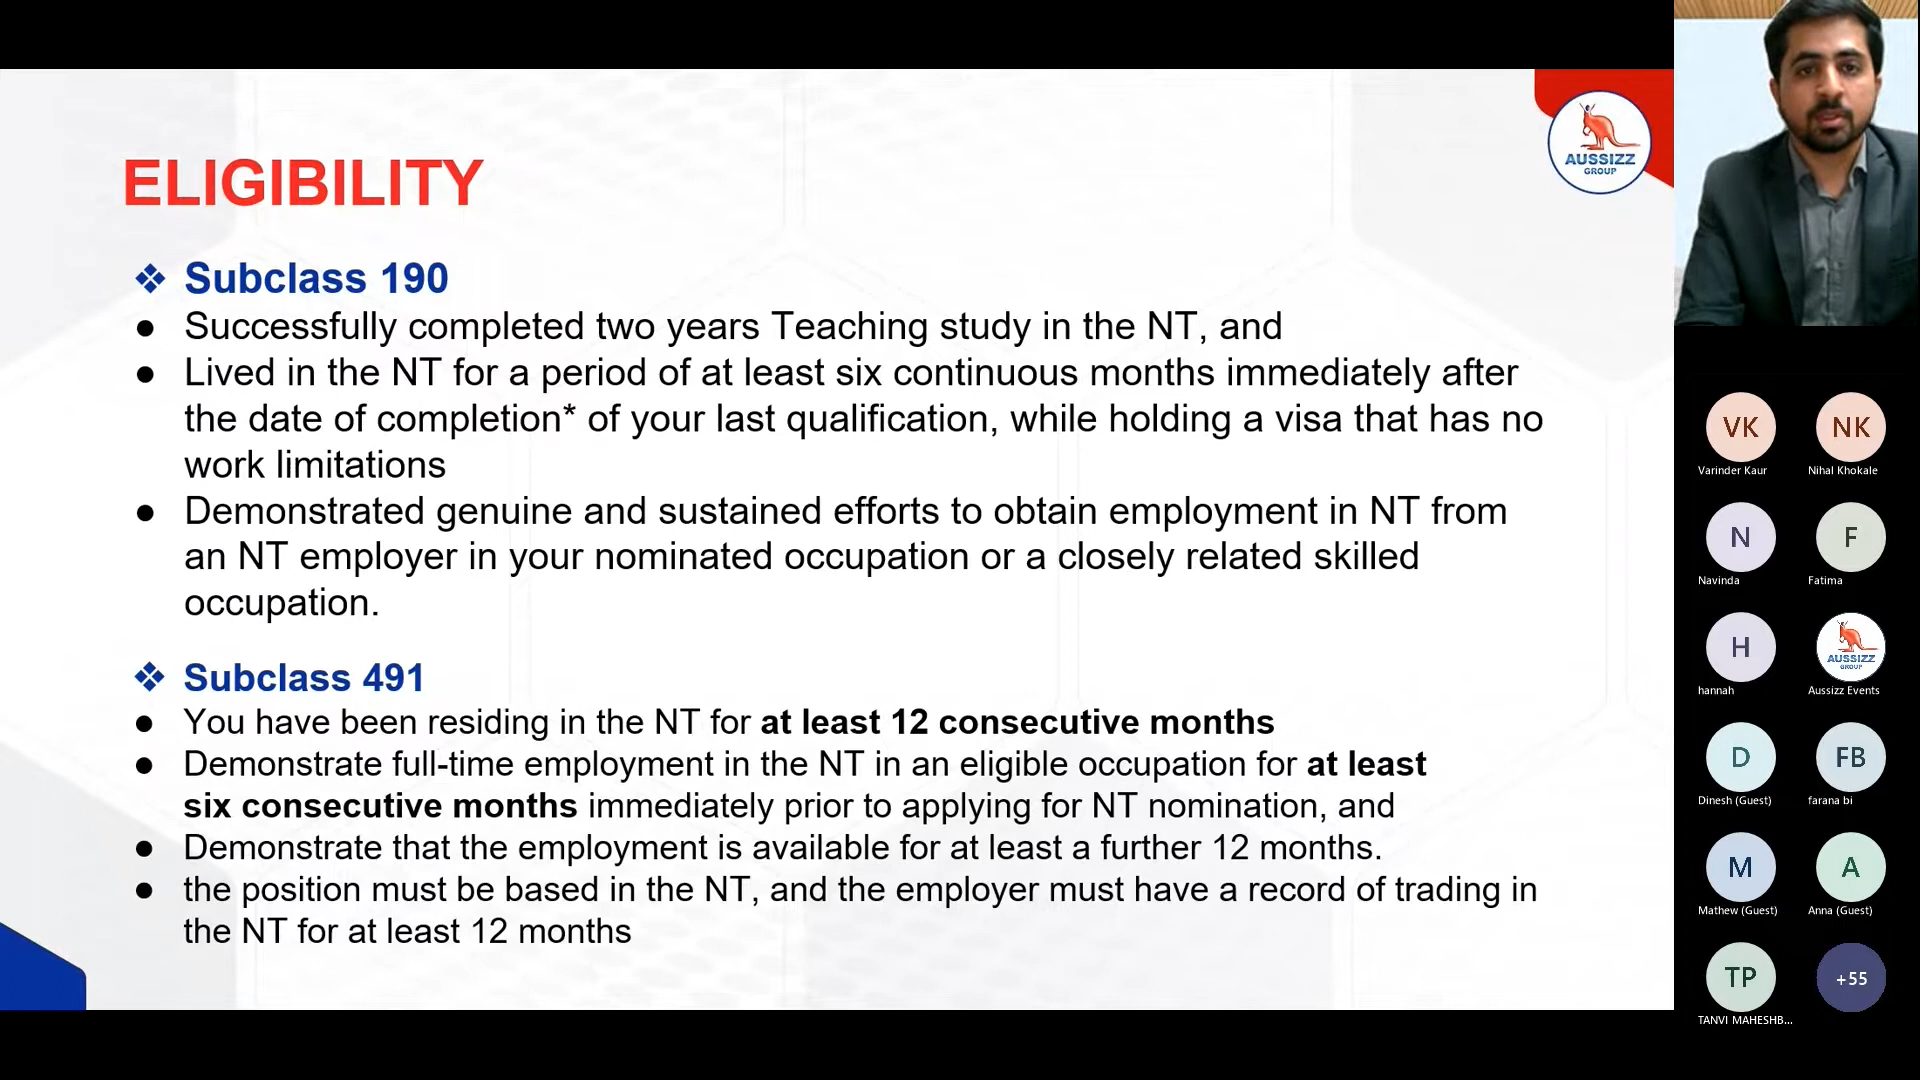 ELIGIBILITY
AUSSIZZ
GROUP
❖ Subclass 190
● Successfully completed two years Teaching study in the NT, and
● Lived in the NT for a period of at least six continuous months immediately after
the date of completion* of your last qualification, while holding a visa that has no
work limitations
● Demonstrated genuine and sustained efforts to obtain employment in NT from
an NT employer in your nominated occupation or a closely related skilled
occupation.
❖ Subclass 491
● You have been residing in the NT for at least 12 consecutive months
● Demonstrate full-time employment in the NT in an eligible occupation for at least
six consecutive months immediately prior to applying for NT nomination, and
● Demonstrate that the employment is available for at least a further 12 months.
● the position must be based in the NT, and the employer must have a record of trading in
the NT for at least 12 months
VK NK
Varinder Kaur Nihal Khokale
N F
Navinda Fatima
H AUSSIZZ
GROUP
hannah Aussizz Events
D FB
Dinesh (Guest) farana bi
M A
Mathew (Guest) Anna (Guest)
TP +55
TANVI MAHESHB...